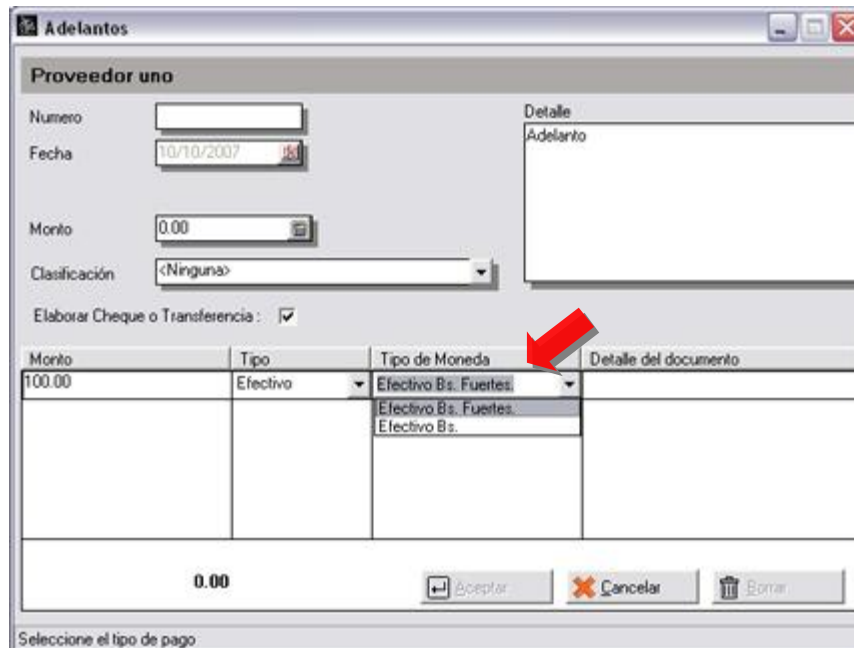 Adelantos
Proveedor uno
Numero
Fecha 10/10/2007
Detalle
Adelanto
Monto 0.00
Clasificación <Ninguna>
Elaborar Cheque o Transferencia :
Monto Tipo Tipo de Moneda Detalle del documento
100.00 Efectivo Efectivo Bs. Fuertes.
Efectivo Bs. Fuertes.
Efectivo Bs.
0.00 Aceptar Cancelar Borrar
Seleccione el tipo de pago